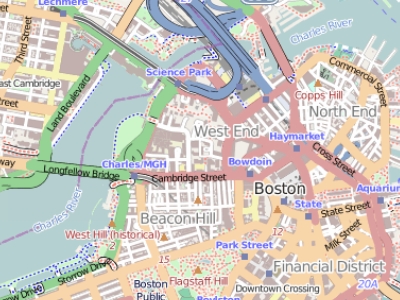 Lechmere
Third Street
Charles River
Science Park
East Cambridge
Land Boulevard
Commercial Street
Copps Hill
North End
West End
Haymarket
Cross Street
Charles/MGH
Bowdoin
Longfellow Bridge
Cambridge Street
Boston
Aquarium
State
State Street
Charles River
Beacon Hill
West Hill (historical)
12
12
Milk Street
Park Street
15
Storrow Drive
Financial District
Flagstaff Hill
Boston
Public
Downtown Crossing
20A
Boylston